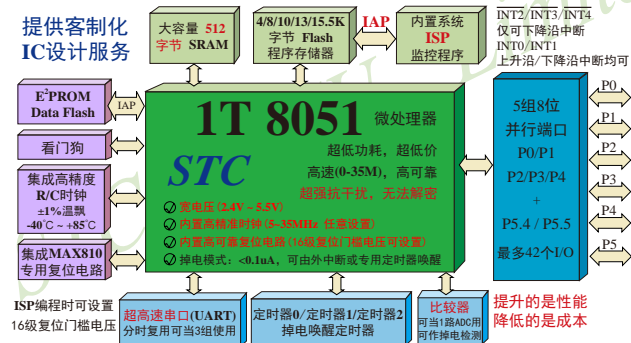 提供客制化
IC设计服务
大容量 512
字节 SRAM
4/8/10/13/15.5K
字节 Flash
程序存储器
IAP
内置系统
ISP
监控程序
INT2/INT3/INT4
仅可下降沿中断
INT0/INT1
上升沿/下降沿中断均可
E²PROM
Data Flash
IAP
看门狗
集成高精度
R/C时钟
±1%温飘
-40℃ ~ +85℃
集成MAX810
专用复位电路
ISP编程时可设置
16级复位门槛电压
1T 8051 微处理器
STC
超低功耗，超低价
高速(0-35M)，高可靠
超强抗干扰，无法解密
宽电压(2.4V ~ 5.5V)
内置高精准时钟(5~35MHz 任意设置)
内置高可靠复位电路(16级复位门槛电压可设置)
掉电模式：<0.1uA，可由外中断或专用定时器唤醒
5组8位
并行端口
P0/P1
P2/P3/P4
+
P5.4 / P5.5
最多42个I/O
P0
P1
P2
P3
P4
P5
超高速串口(UART)
分时复用可当3组使用
定时器0/定时器1/定时器2
掉电唤醒定时器
比较器
可当1路ADC用
可作掉电检测
提升的是性能
降低的是成本